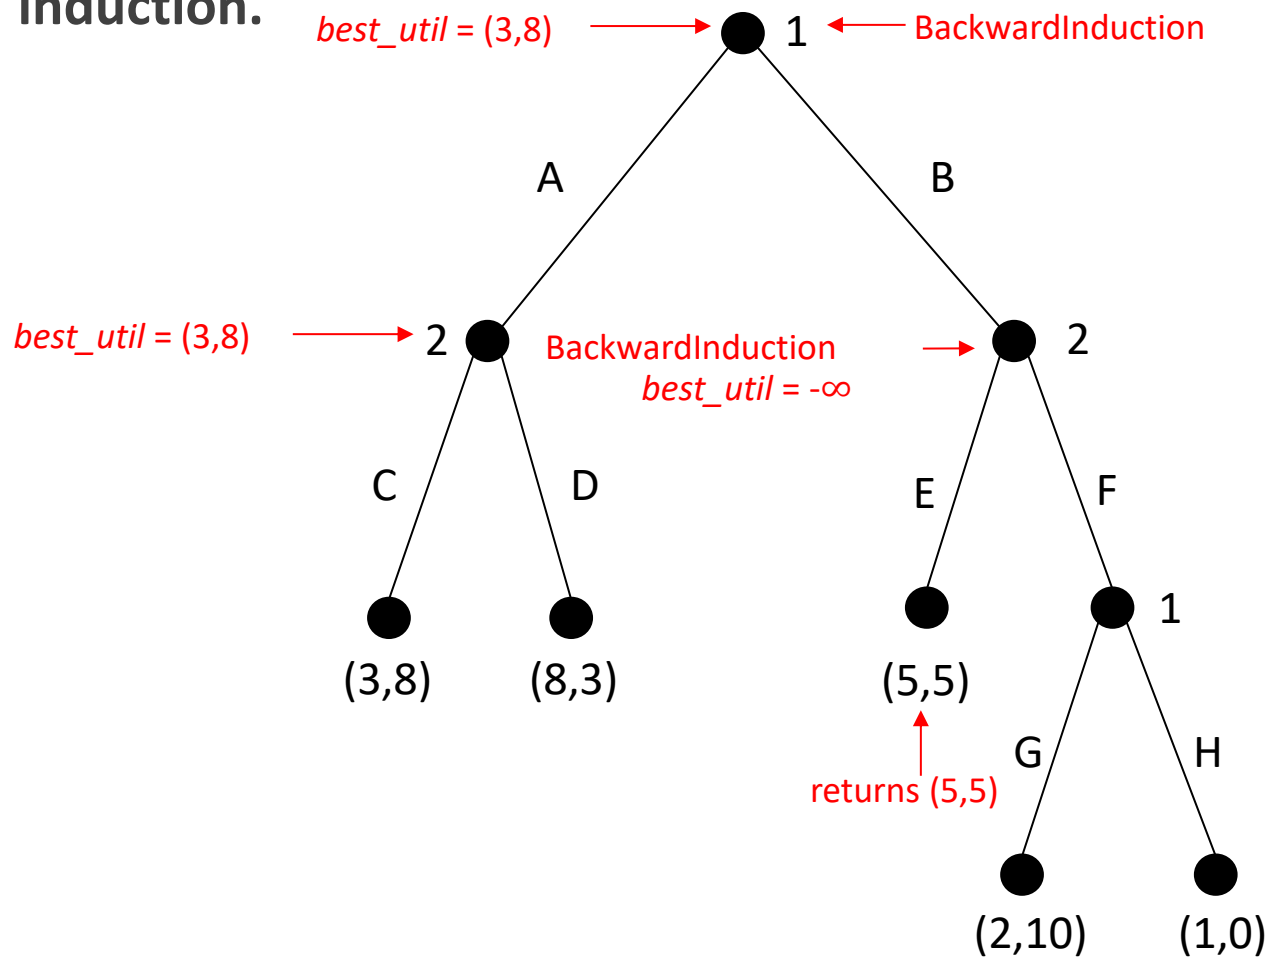 induction.
best_util = (3,8)
1
BackwardInduction
A
B
best_util = (3,8)
2
BackwardInduction
best_util = -∞
2
C
D
E
F
1
(3,8)
(8,3)
(5,5)
G
H
returns (5,5)
(2,10)
(1,0)